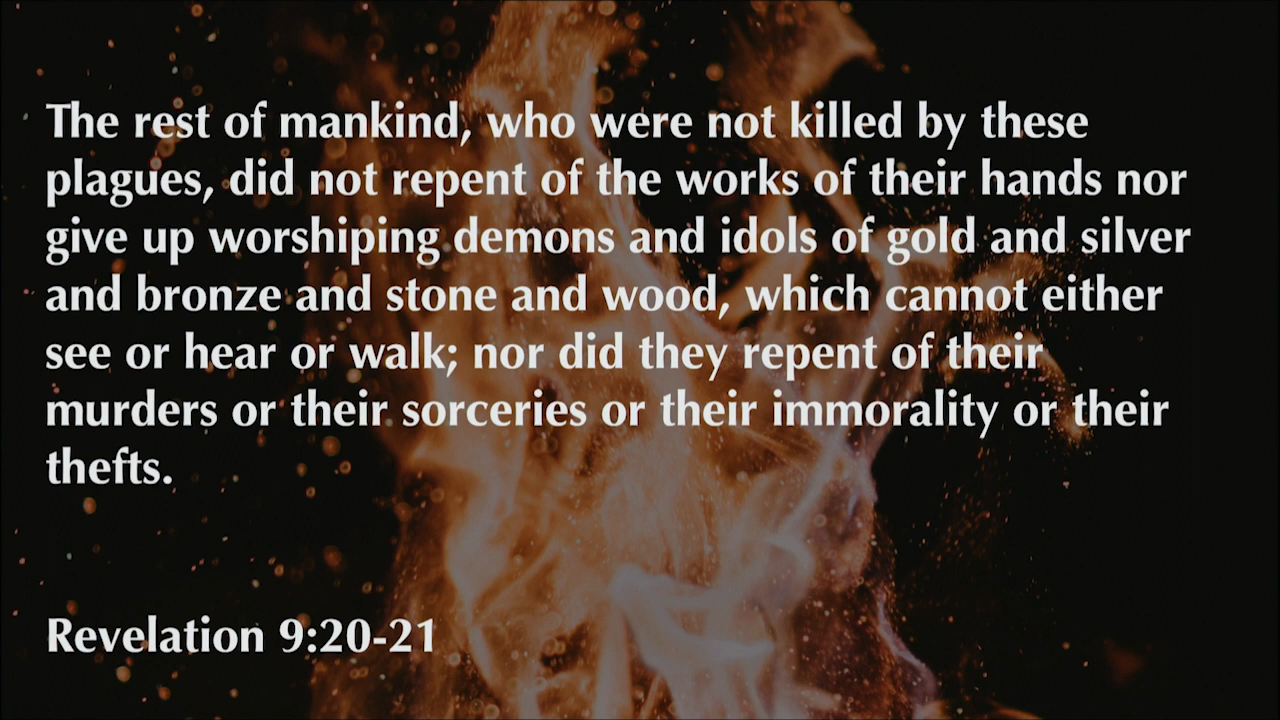 The rest of mankind, who were not killed by these
plagues, did not repent of the works of their hands nor
give up worshiping demons and idols of gold and silver
and bronze and stone and wood, which cannot either
see or hear or walk; nor did they repent of their
murders or their sorceries or their immorality or their
thefts.
Revelation 9:20-21